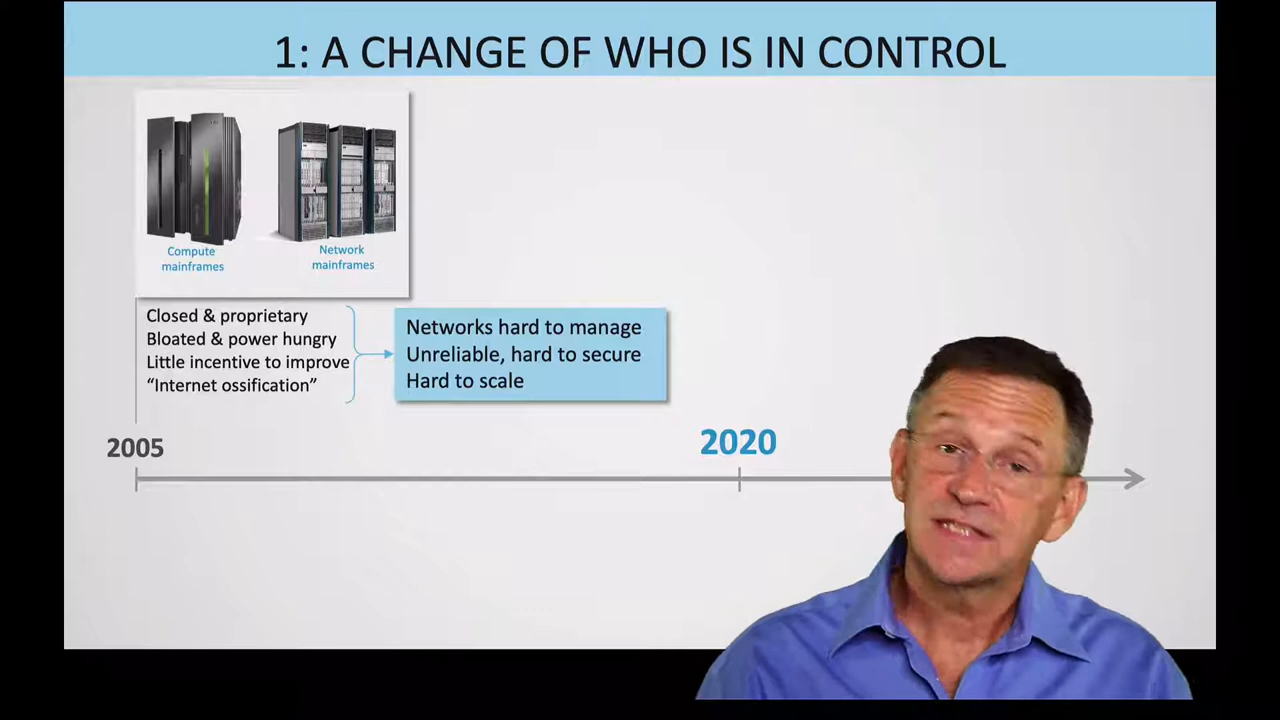 1: A CHANGE OF WHO IS IN CONTROL
Compute
mainframes
Network
mainframes
Closed & proprietary
Bloated & power hungry
Little incentive to improve
“Internet ossification”
Networks hard to manage
Unreliable, hard to secure
Hard to scale
2005
2020